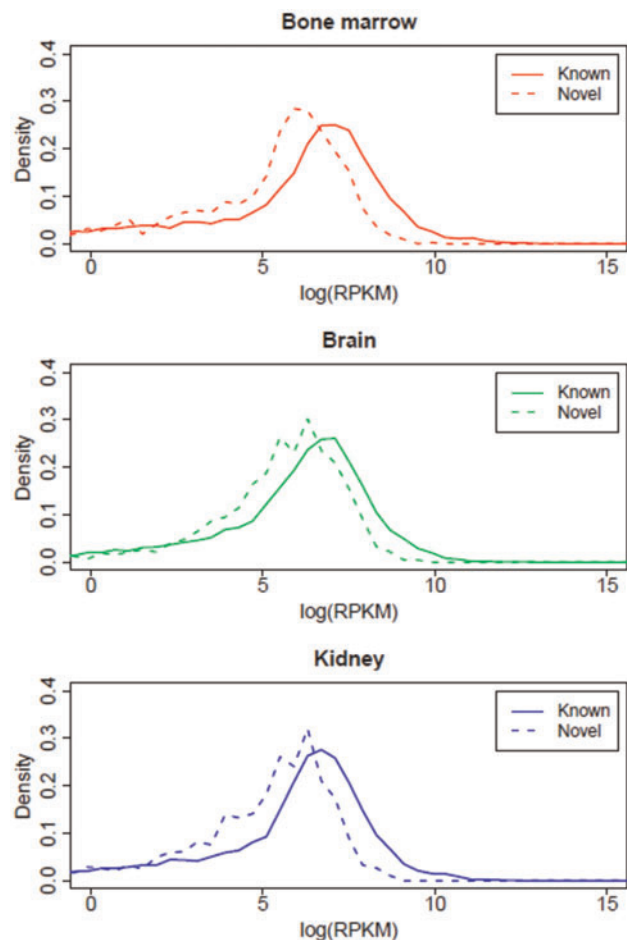 Bone marrow
0.4
0.3
0.2
0.1
0.0
Density
Known
Novel
0 5 10 15
log(RPKM)
Brain
0.4
0.3
0.2
0.1
0.0
Density
Known
Novel
0 5 10 15
log(RPKM)
Kidney
0.4
0.3
0.2
0.1
0.0
Density
Known
Novel
0 5 10 15
log(RPKM)